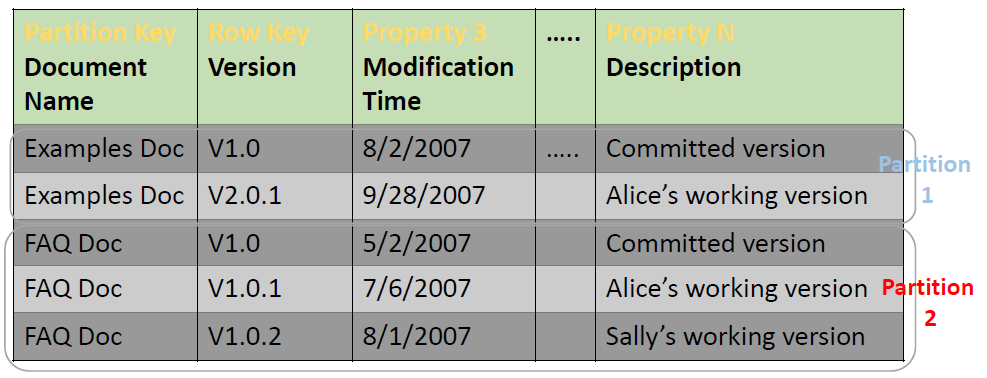 Partition Key Row Key Property 3 ..... Property N
Document Name Version Modification Time Description
Examples Doc V1.0 8/2/2007 ..... Committed version
Examples Doc V2.0.1 9/28/2007 Alice’s working version
Partition 1
FAQ Doc V1.0 5/2/2007 Committed version
FAQ Doc V1.0.1 7/6/2007 Alice’s working version
Partition 2
FAQ Doc V1.0.2 8/1/2007 Sally’s working version